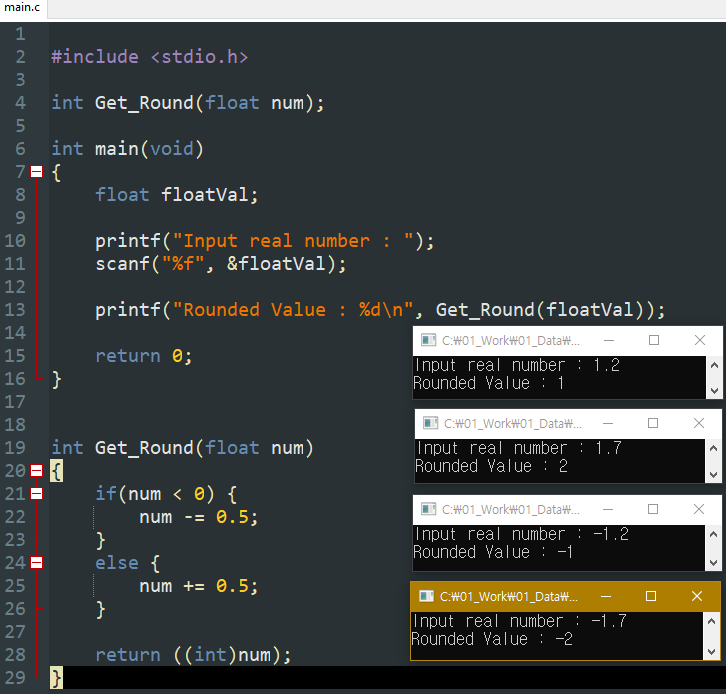 main.c
1
2 #include <stdio.h>
3
4 int Get_Round(float num);
5
6 int main(void)
7 {
8 float floatVal;
9
10 printf("Input real number : ");
11 scanf("%f", &floatVal);
12
13 printf("Rounded Value : %d\n", Get_Round(floatVal));
14
15 return 0;
16 }
17
18
19 int Get_Round(float num)
20 {
21 if(num < 0) {
22 num -= 0.5;
23 }
24 else {
25 num += 0.5;
26 }
27
28 return ((int)num);
29 }
C:₩01_Work₩01_Data₩...
Input real number : 1.2
Rounded Value : 1
C:₩01_Work₩01_Data₩...
Input real number : 1.7
Rounded Value : 2
C:₩01_Work₩01_Data₩...
Input real number : -1.2
Rounded Value : -1
C:₩01_Work₩01_Data₩...
Input real number : -1.7
Rounded Value : -2